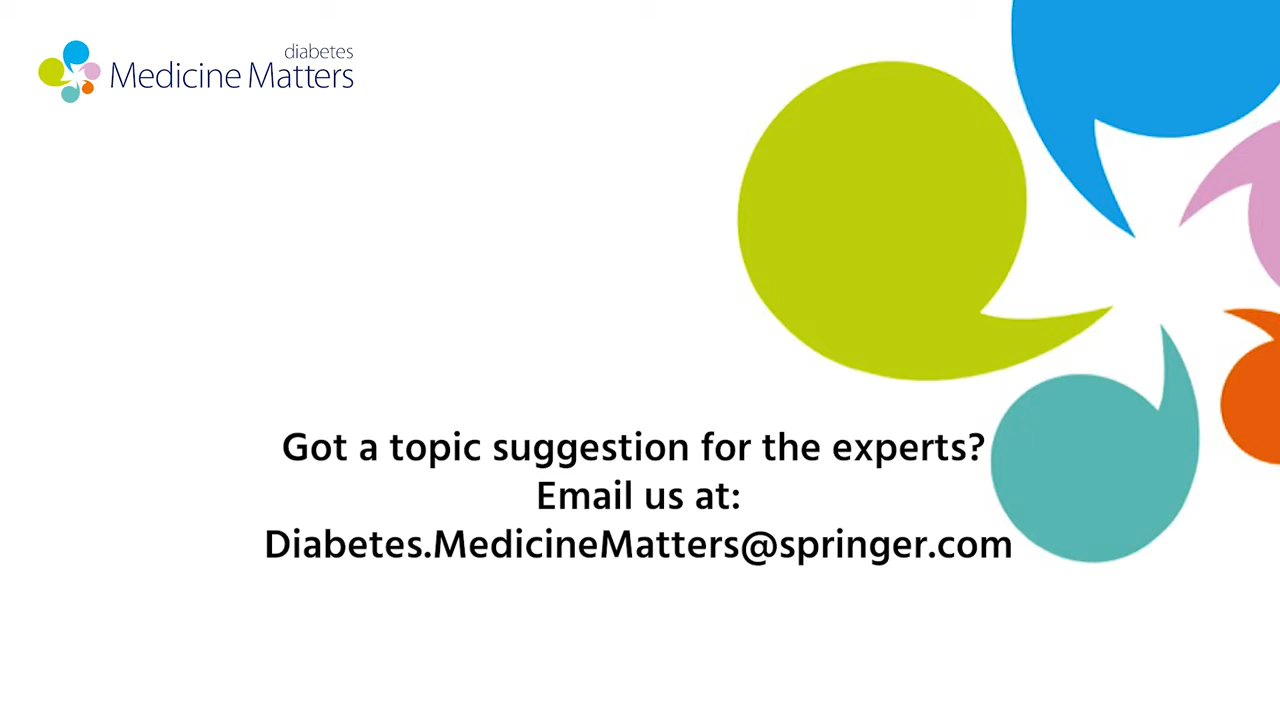 diabetes
Medicine Matters
Got a topic suggestion for the experts?
Email us at:
Diabetes.MedicineMatters@springer.com